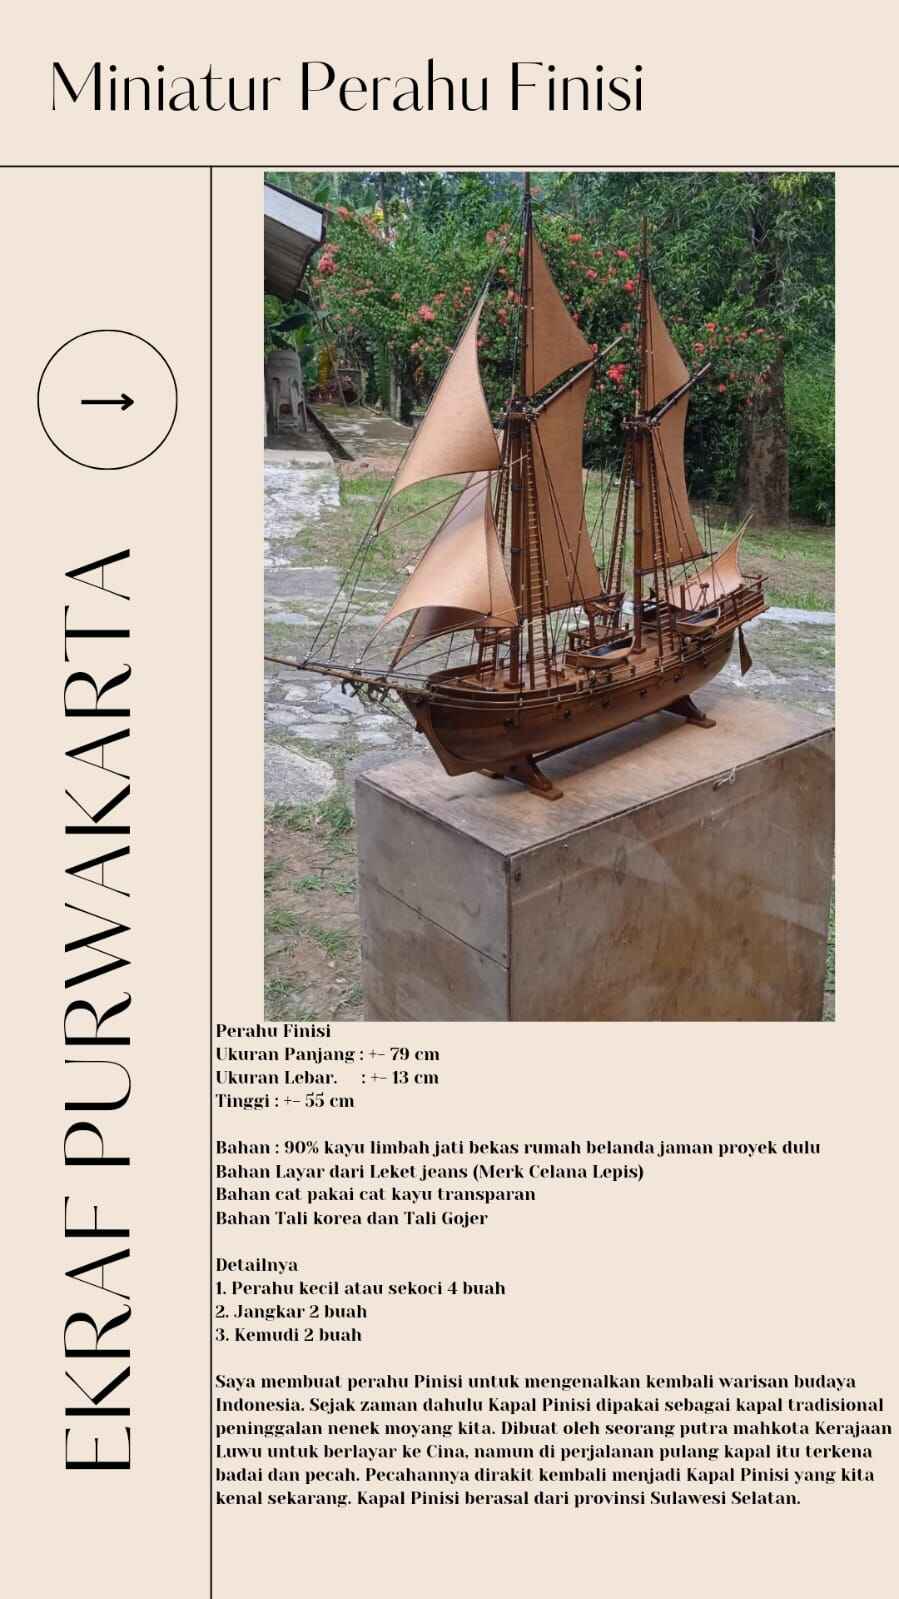 Miniatur Perahu Finisi
EKRAF PURWAKARTA
Perahu Finisi
Ukuran Panjang : +- 79 cm
Ukuran Lebar. : +- 13 cm
Tinggi : +- 55 cm
Bahan : 90% kayu limbah jati bekas rumah belanda jaman proyek dulu
Bahan Layar dari Leket jeans (Merk Celana Lepis)
Bahan cat pakai cat kayu transparan
Bahan Tali korea dan Tali Gojer
Detailnya
1. Perahu kecil atau sekoci 4 buah
2. Jangkar 2 buah
3. Kemudi 2 buah
Saya membuat perahu Pinisi untuk mengenalkan kembali warisan budaya
Indonesia. Sejak zaman dahulu Kapal Pinisi dipakai sebagai kapal tradisional
peninggalan nenek moyang kita. Dibuat oleh seorang putra mahkota Kerajaan
Luwu untuk berlayar ke Cina, namun di perjalanan pulang kapal itu terkena
badai dan pecah. Pecahannya dirakit kembali menjadi Kapal Pinisi yang kita
kenal sekarang. Kapal Pinisi berasal dari provinsi Sulawesi Selatan.